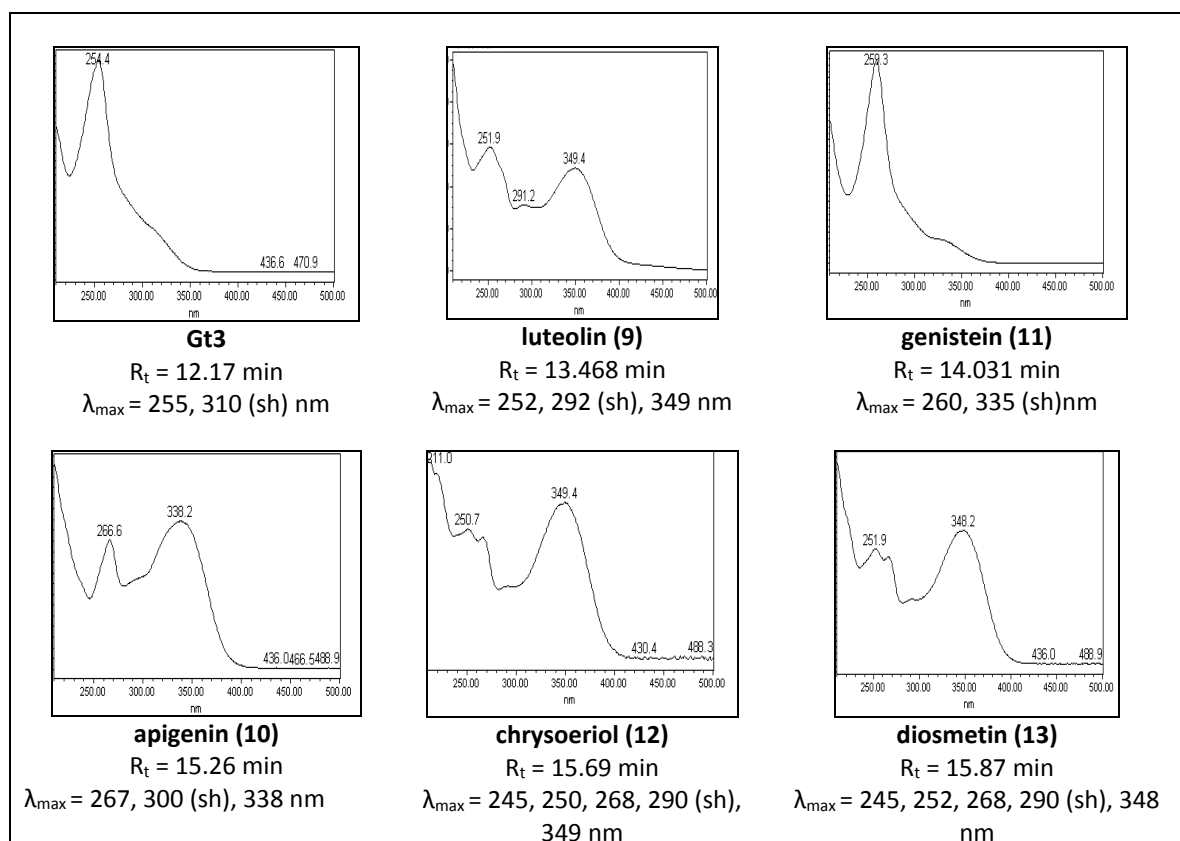 254.4
436.6 470.9
250.00 300.00 350.00 400.00 450.00 500.00
nm
Gt3
Rt = 12.17 min
λmax = 255, 310 (sh) nm
251.9
291.2
349.4
250.00 300.00 350.00 400.00 450.00 500.00
nm
luteolin (9)
Rt = 13.468 min
λmax = 252, 292 (sh), 349 nm
259.3
250.00 300.00 350.00 400.00 450.00 500.00
nm
genistein (11)
Rt = 14.031 min
λmax = 260, 335 (sh)nm
266.6
338.2
436.0 466.5 488.9
250.00 300.00 350.00 400.00 450.00 500.00
nm
apigenin (10)
Rt = 15.26 min
λmax = 267, 300 (sh), 338 nm
211.0
250.7
349.4
430.4 488.3
250.00 300.00 350.00 400.00 450.00 500.00
nm
chrysoeriol (12)
Rt = 15.69 min
λmax = 245, 250, 268, 290 (sh),
349 nm
251.9
348.2
436.0 488.9
250.00 300.00 350.00 400.00 450.00 500.00
nm
diosmetin (13)
Rt = 15.87 min
λmax = 245, 252, 268, 290 (sh), 348
nm